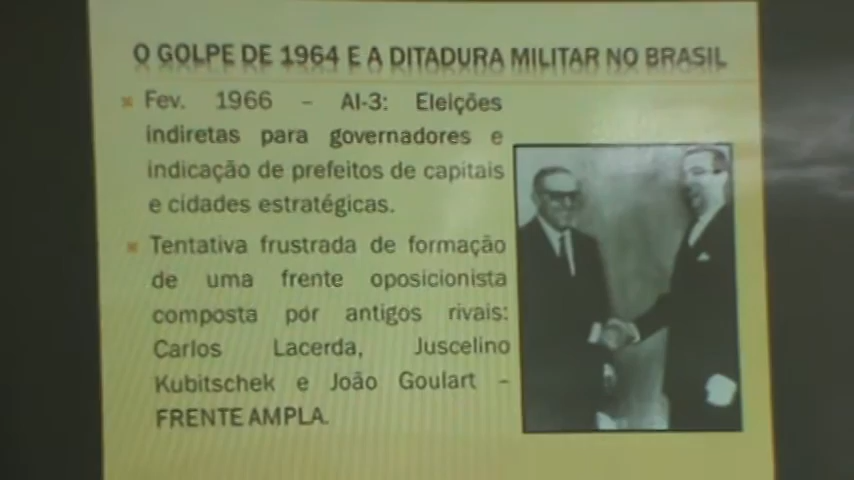 O GOLPE DE 1964 E A DITADURA MILITAR NO BRASIL
Fev. 1966 – AI-3: Eleições
indiretas para governadores e
indicação de prefeitos de capitais
e cidades estratégicas.
Tentativa frustrada de formação
de uma frente oposicionista
composta por antigos rivais:
Carlos Lacerda, Juscelino
Kubitschek e João Goulart –
FRENTE AMPLA.